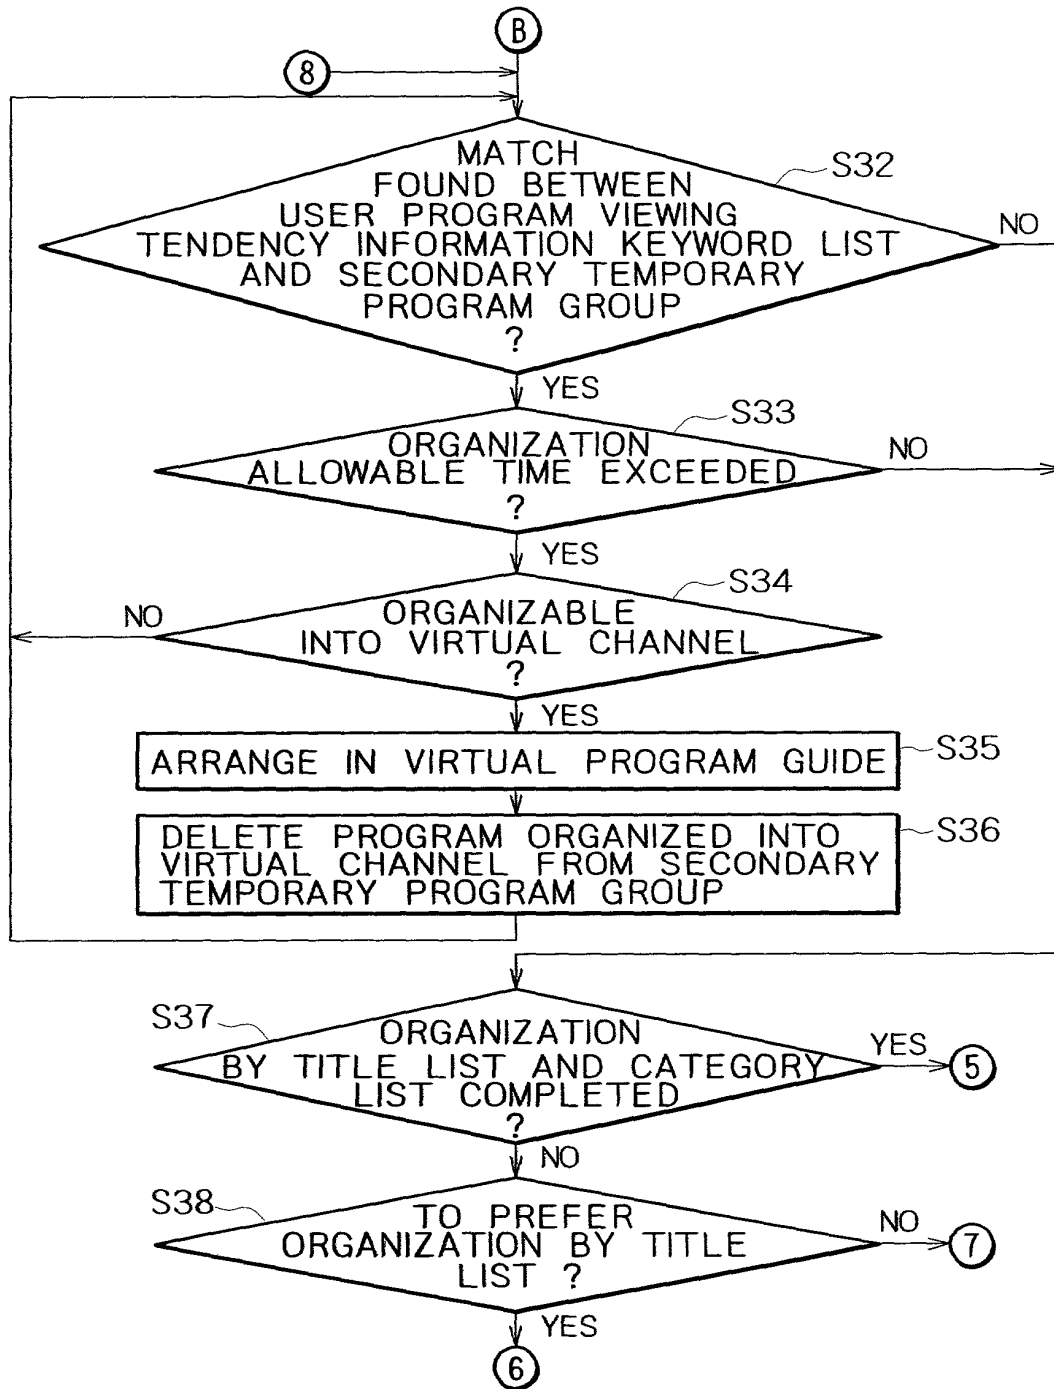 B
8
MATCH
FOUND BETWEEN
USER PROGRAM VIEWING
TENDENCY INFORMATION KEYWORD LIST
AND SECONDARY TEMPORARY
PROGRAM GROUP
?
S32
NO
YES
S33
ORGANIZATION
ALLOWABLE TIME EXCEEDED
?
NO
YES
S34
NO
ORGANIZABLE
INTO VIRTUAL CHANNEL
?
YES
ARRANGE IN VIRTUAL PROGRAM GUIDE
S35
DELETE PROGRAM ORGANIZED INTO
VIRTUAL CHANNEL FROM SECONDARY
TEMPORARY PROGRAM GROUP
S36
S37
ORGANIZATION
BY TITLE LIST AND CATEGORY
LIST COMPLETED
?
YES
5
NO
S38
TO PREFER
ORGANIZATION BY TITLE
LIST ?
NO
7
YES
6